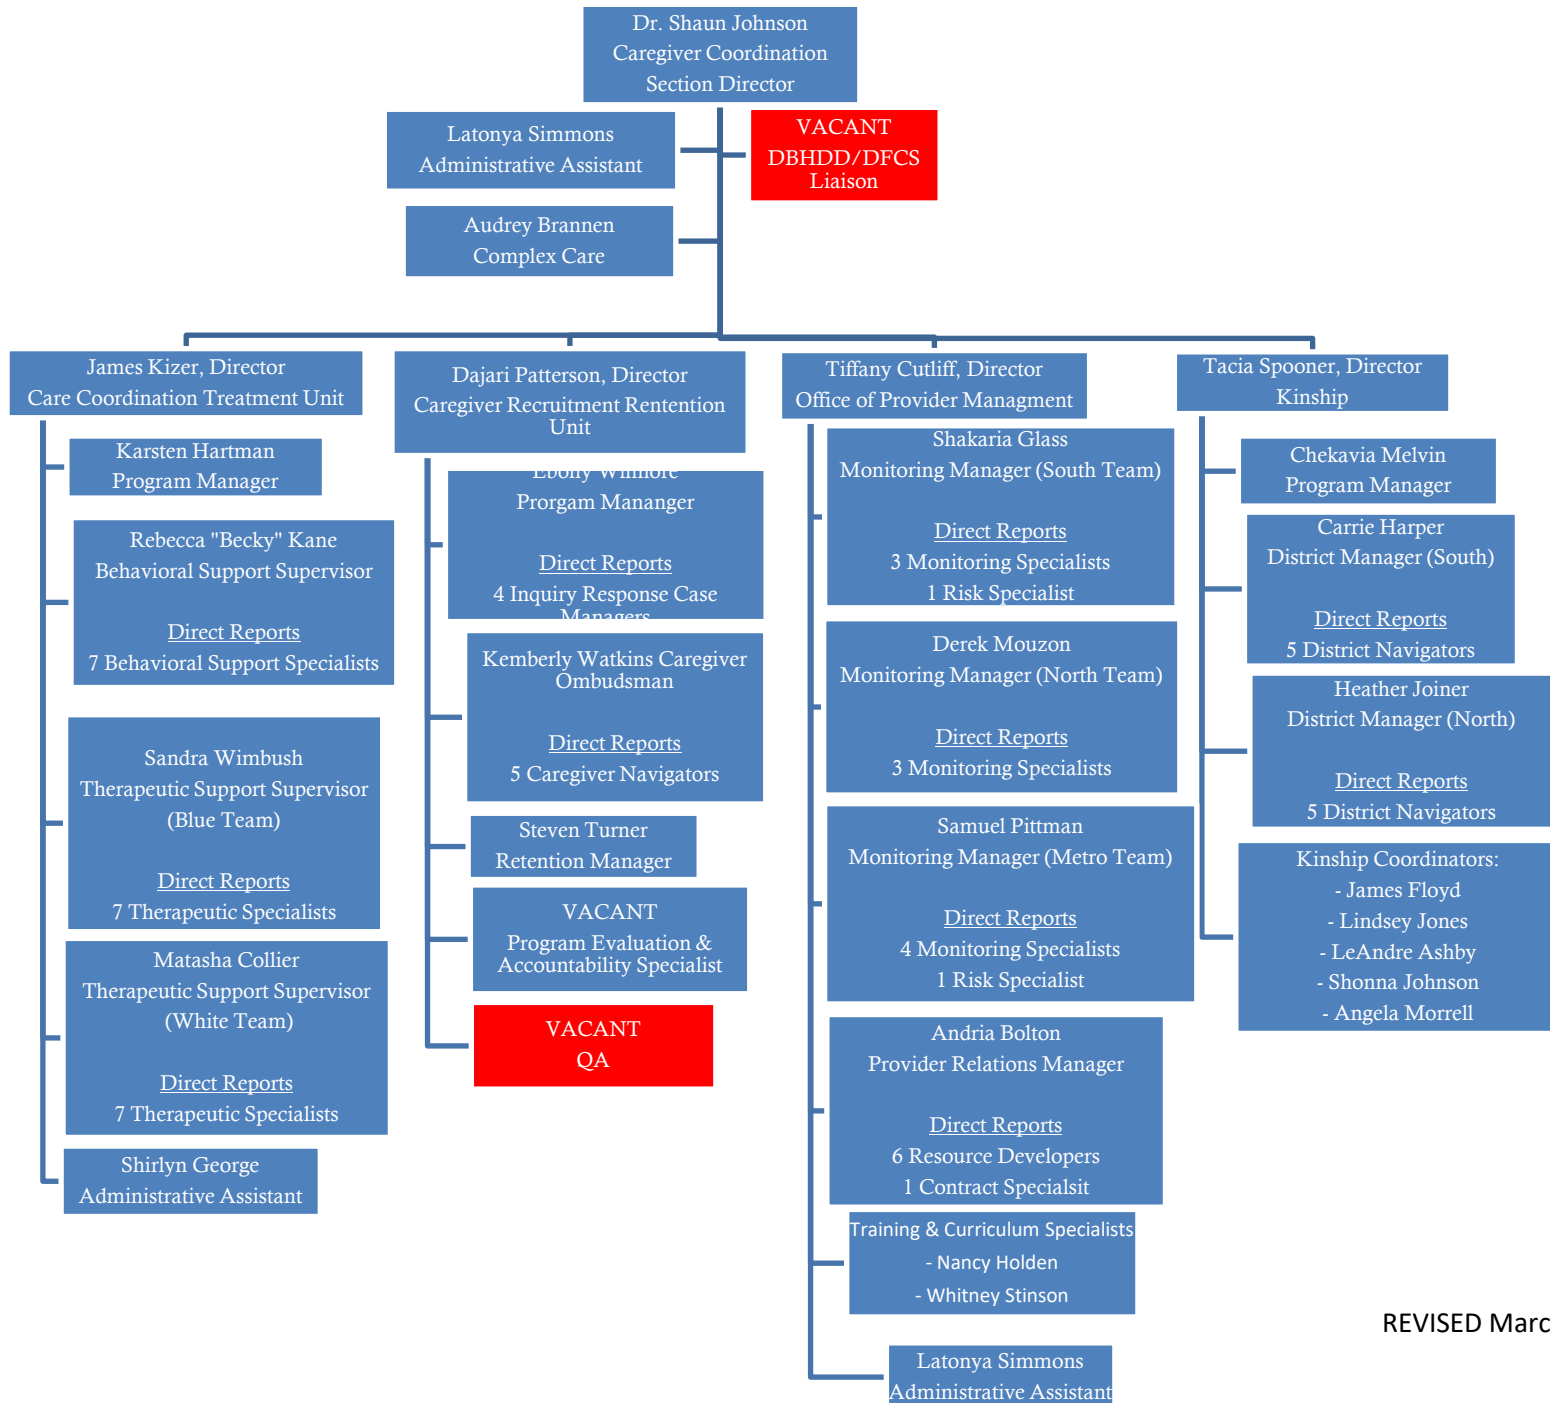 Dr. Shaun Johnson
Caregiver Coordination
Section Director
Latonya Simmons
Administrative Assistant
VACANT
DBHDD/DFCS
Liaison
Audrey Brannen
Complex Care
James Kizer, Director
Care Coordination Treatment Unit
Karsten Hartman
Program Manager
Rebecca "Becky" Kane
Behavioral Support Supervisor
Direct Reports
7 Behavioral Support Specialists
Sandra Wimbush
Therapeutic Support Supervisor
(Blue Team)
Direct Reports
7 Therapeutic Specialists
Matasha Collier
Therapeutic Support Supervisor
(White Team)
Direct Reports
7 Therapeutic Specialists
Shirlyn George
Administrative Assistant
Dajari Patterson, Director
Caregiver Recruitment Rentention
Unit
Ebony Wilmore
Prorgam Mananger
Direct Reports
4 Inquiry Response Case
Managers
Kemberly Watkins Caregiver
Ombudsman
Direct Reports
5 Caregiver Navigators
Steven Turner
Retention Manager
VACANT
Program Evaluation &
Accountability Specialist
VACANT
QA
Tiffany Cutliff, Director
Office of Provider Managment
Shakaria Glass
Monitoring Manager (South Team)
Direct Reports
3 Monitoring Specialists
1 Risk Specialist
Derek Mouzon
Monitoring Manager (North Team)
Direct Reports
3 Monitoring Specialists
Samuel Pittman
Monitoring Manager (Metro Team)
Direct Reports
4 Monitoring Specialists
1 Risk Specialist
Andria Bolton
Provider Relations Manager
Direct Reports
6 Resource Developers
1 Contract Specialsit
Training & Curriculum Specialists
- Nancy Holden
- Whitney Stinson
Latonya Simmons
Administrative Assistant
Tacia Spooner, Director
Kinship
Chekavia Melvin
Program Manager
Carrie Harper
District Manager (South)
Direct Reports
5 District Navigators
Heather Joiner
District Manager (North)
Direct Reports
5 District Navigators
Kinship Coordinators:
- James Floyd
- Lindsey Jones
- LeAndre Ashby
- Shonna Johnson
- Angela Morrell
REVISED Marc